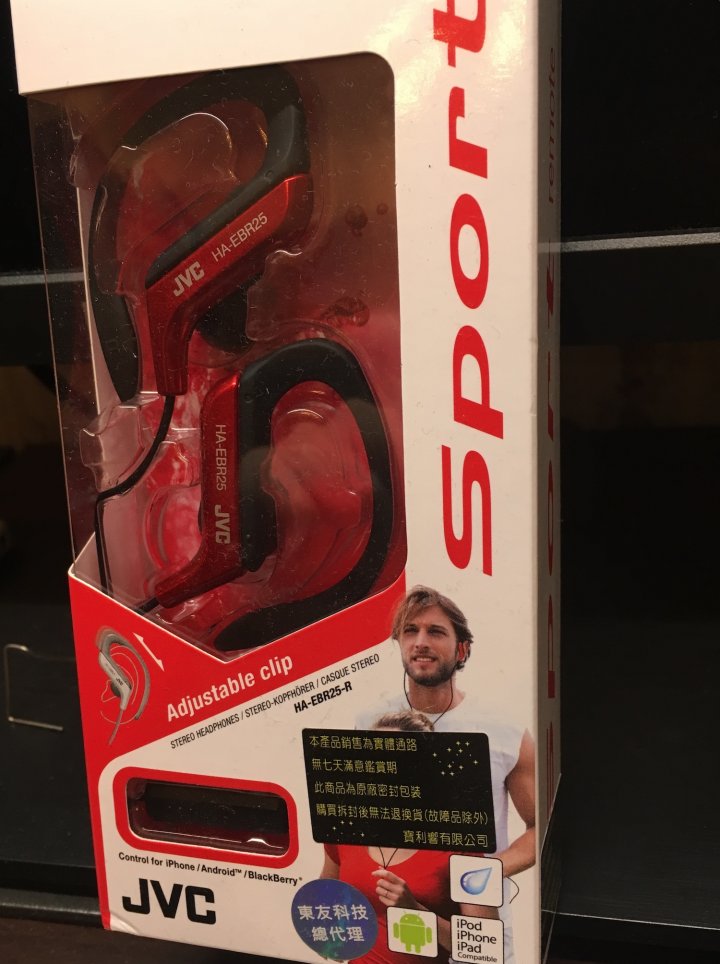 Sport
remote
JVC HA-EBR25
HA-EBR25 JVC
Adjustable clip
STEREO HEADPHONES / STEREO-KOPFHÖRER / CASQUE STEREO
HA-EBR25-R
本產品銷售為實體通路
無七天滿意鑑賞期
此商品為原廠密封包裝
購買拆封後無法退換貨(故障品除外)
寶利響有限公司
Control for iPhone / Android™ / BlackBerry®
JVC
東友科技
總代理
iPod
iPhone
iPad
Compatible